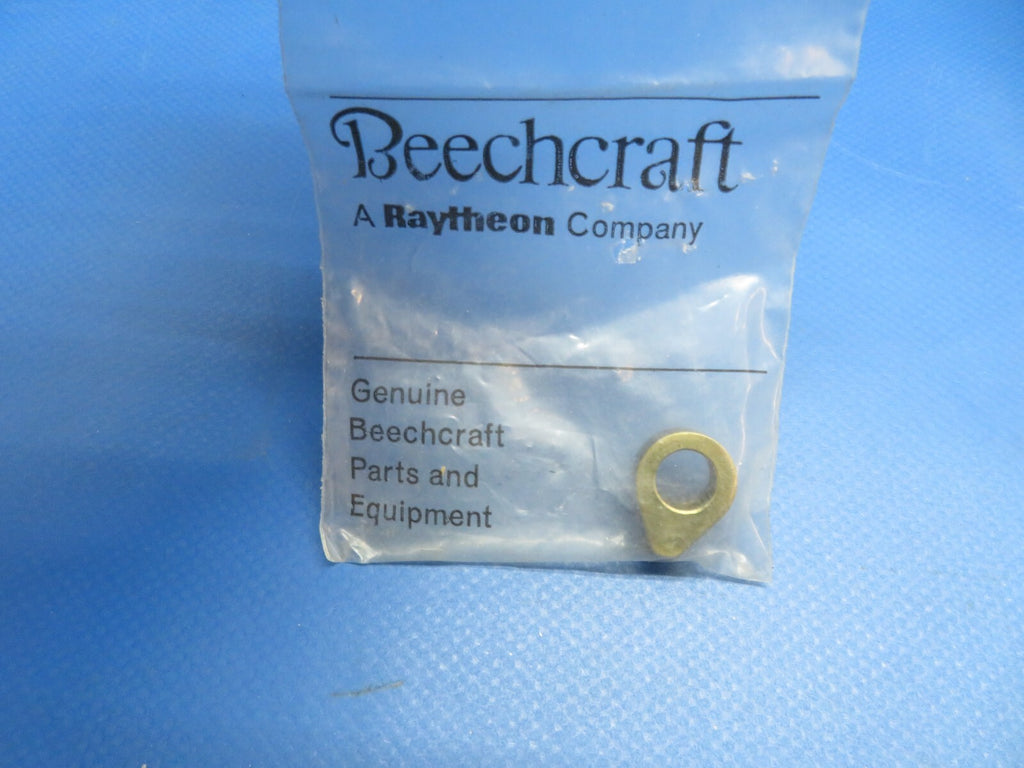 Beechcraft
A Raytheon Company
Genuine
Beechcraft
Parts and
Equipment